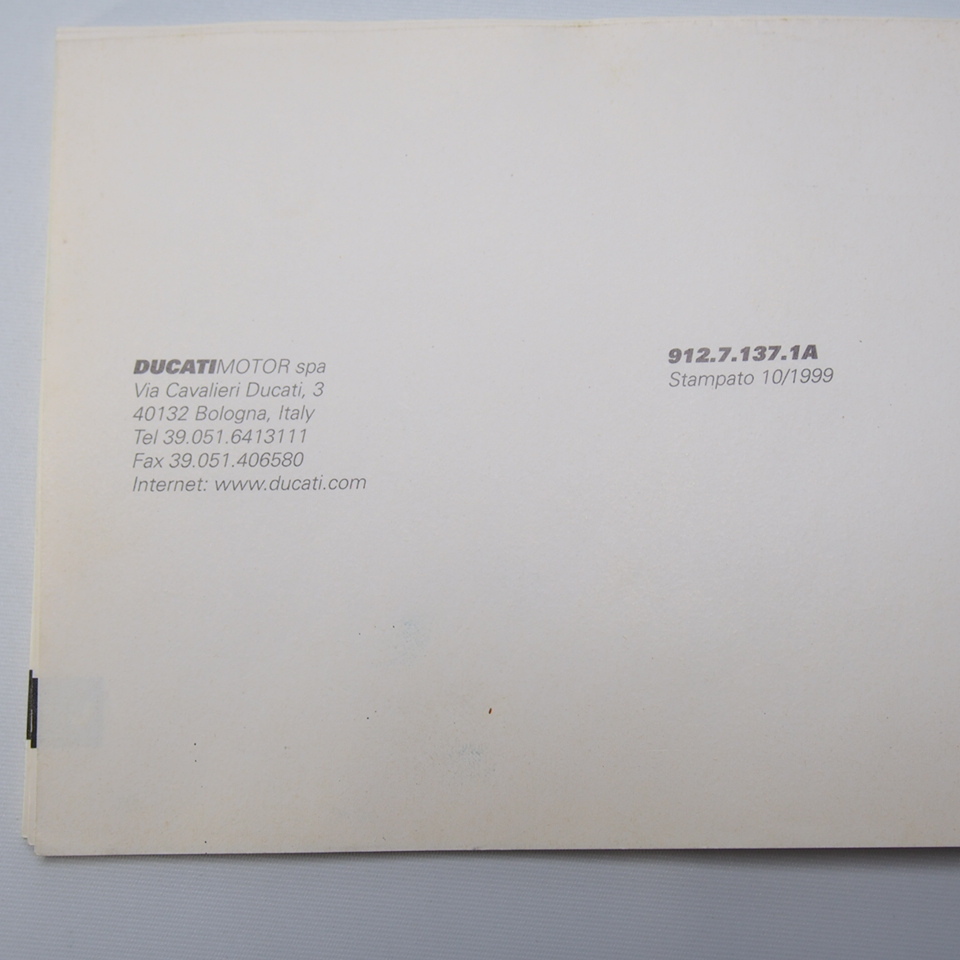 DUCATIMOTOR spa
Via Cavalieri Ducati, 3
40132 Bologna, Italy
Tel 39.051.6413111
Fax 39.051.406580
Internet: www.ducati.com
912.7.137.1A
Stampato 10/1999